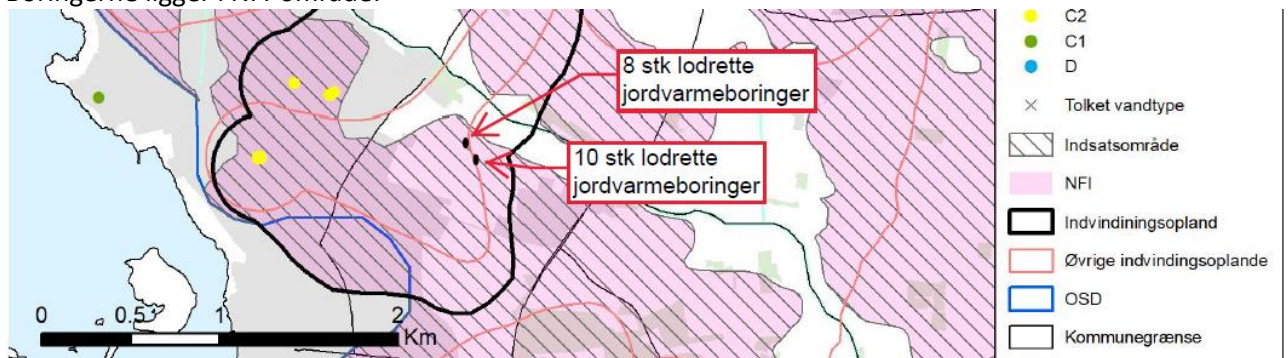 Boringerne ligger i NFI-område.
8 stk lodrette
jordvarmeboringer
10 stk lodrette
jordvarmeboringer
0 0.5 1 2
Km
C2
C1
D
Tolket vandtype
Indsatsområde
NFI
Indvindiningsopland
Øvrige indvindingsoplande
OSD
Kommunegrænse